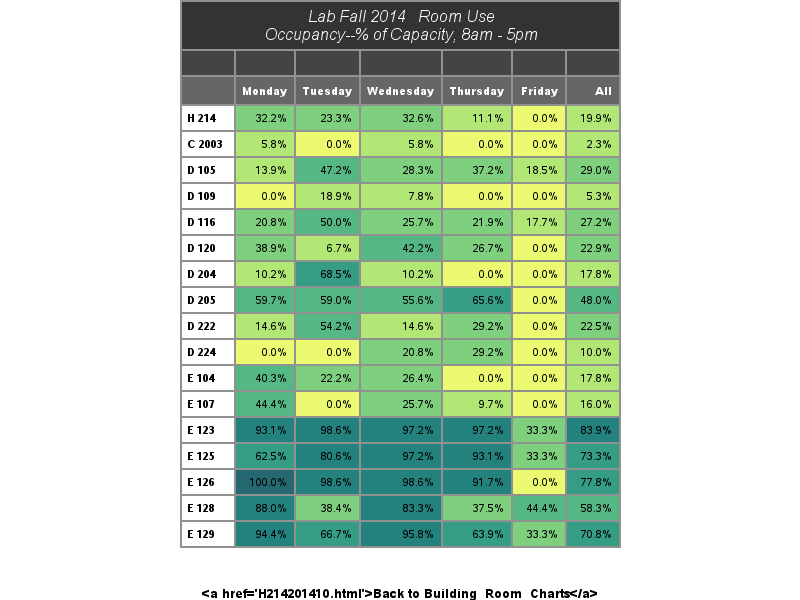 Lab Fall 2014 Room Use
Occupancy--% of Capacity, 8am - 5pm
Monday Tuesday Wednesday Thursday Friday All
H 214 32.2% 23.3% 32.6% 11.1% 0.0% 19.9%
C 2003 5.8% 0.0% 5.8% 0.0% 0.0% 2.3%
D 105 13.9% 47.2% 28.3% 37.2% 18.5% 29.0%
D 109 0.0% 18.9% 7.8% 0.0% 0.0% 5.3%
D 116 20.8% 50.0% 25.7% 21.9% 17.7% 27.2%
D 120 38.9% 6.7% 42.2% 26.7% 0.0% 22.9%
D 204 10.2% 68.5% 10.2% 0.0% 0.0% 17.8%
D 205 59.7% 59.0% 55.6% 65.6% 0.0% 48.0%
D 222 14.6% 54.2% 14.6% 29.2% 0.0% 22.5%
D 224 0.0% 0.0% 20.8% 29.2% 0.0% 10.0%
E 104 40.3% 22.2% 26.4% 0.0% 0.0% 17.8%
E 107 44.4% 0.0% 25.7% 9.7% 0.0% 16.0%
E 123 93.1% 98.6% 97.2% 97.2% 33.3% 83.9%
E 125 62.5% 80.6% 97.2% 93.1% 33.3% 73.3%
E 126 100.0% 98.6% 98.6% 91.7% 0.0% 77.8%
E 128 88.0% 38.4% 83.3% 37.5% 44.4% 58.3%
E 129 94.4% 66.7% 95.8% 63.9% 33.3% 70.8%
<a href='H214201410.html'>Back to Building_Room_Charts</a>